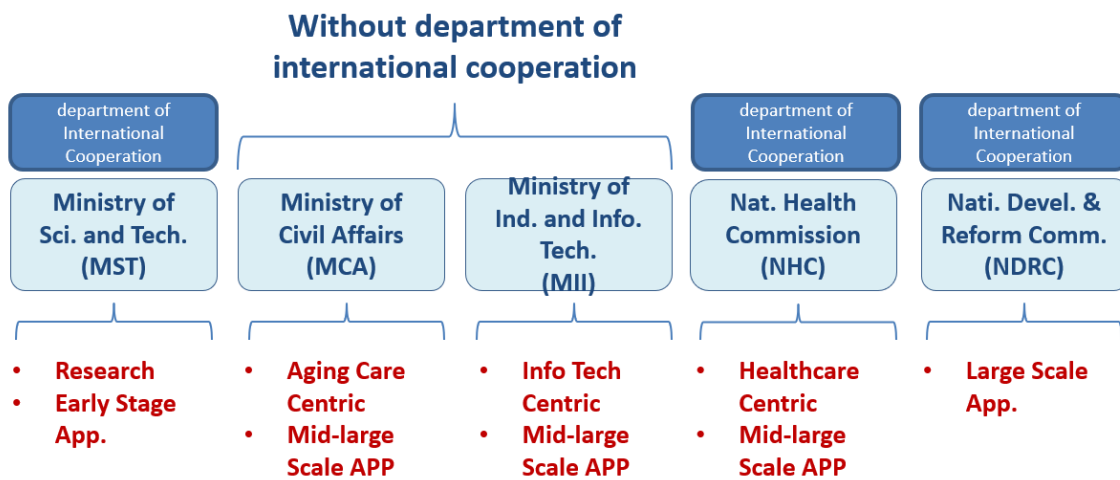 Without department of
international cooperation
department of
International
Cooperation
department of
International
Cooperation
department of
International
Cooperation
Ministry of
Sci. and Tech.
(MST)
Ministry of
Civil Affairs
(MCA)
Ministry of
Ind. and Info.
Tech.
(MII)
Nat. Health
Commission
(NHC)
Nati. Devel. &
Reform Comm.
(NDRC)
• Research
• Early Stage
App.
• Aging Care
Centric
• Mid-large
Scale APP
• Info Tech
Centric
• Mid-large
Scale APP
• Healthcare
Centric
• Mid-large
Scale APP
• Large Scale
App.